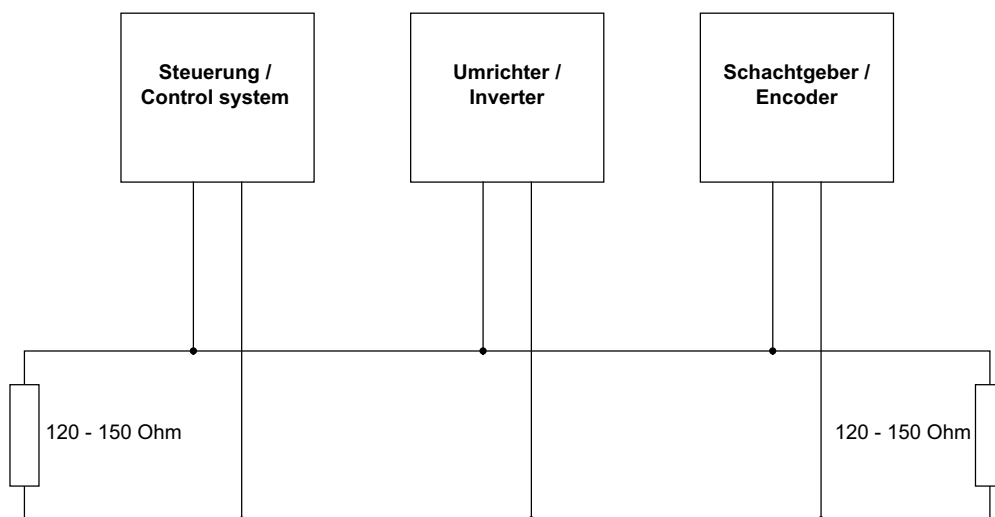 Steuerung /
Control system
Umrichter /
Inverter
Schachtgeber /
Encoder
120 - 150 Ohm
120 - 150 Ohm